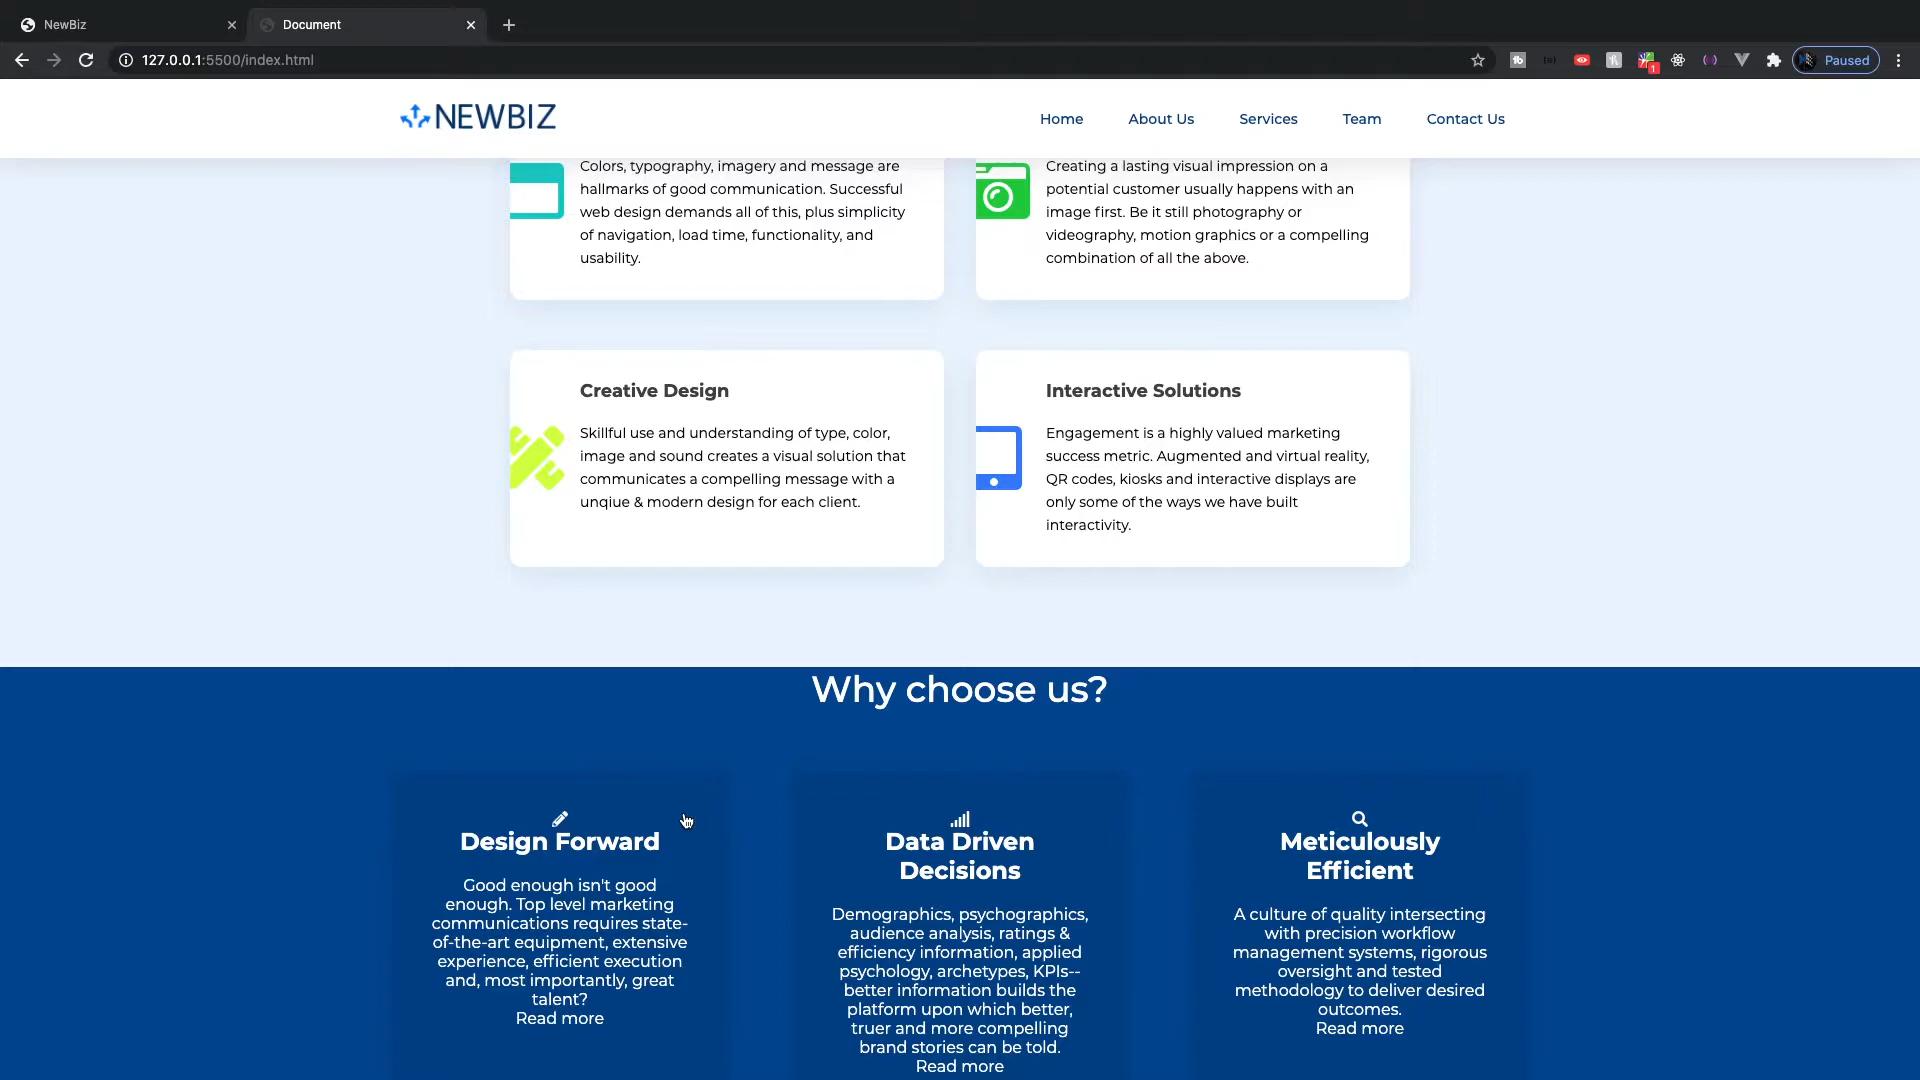 NewBiz
Document
127.0.0.1:5500/index.html
1
Paused
NEWBIZ
Home
About Us
Services
Team
Contact Us
Colors, typography, imagery and message are
hallmarks of good communication. Successful
web design demands all of this, plus simplicity
of navigation, load time, functionality, and
usability.
Creating a lasting visual impression on a
potential customer usually happens with an
image first. Be it still photography or
videography, motion graphics or a compelling
combination of all the above.
Creative Design
Skillful use and understanding of type, color,
image and sound creates a visual solution that
communicates a compelling message with a
unqiue & modern design for each client.
Interactive Solutions
Engagement is a highly valued marketing
success metric. Augmented and virtual reality,
QR codes, kiosks and interactive displays are
only some of the ways we have built
interactivity.
Why choose us?
Design Forward
Good enough isn't good
enough. Top level marketing
communications requires state-
of-the-art equipment, extensive
experience, efficient execution
and, most importantly, great
talent?
Read more
Data Driven
Decisions
Demographics, psychographics,
audience analysis, ratings &
efficiency information, applied
psychology, archetypes, KPIs--
better information builds the
platform upon which better,
truer and more compelling
brand stories can be told.
Read more
Meticulously
Efficient
A culture of quality intersecting
with precision workflow
management systems, rigorous
oversight and tested
methodology to deliver desired
outcomes.
Read more